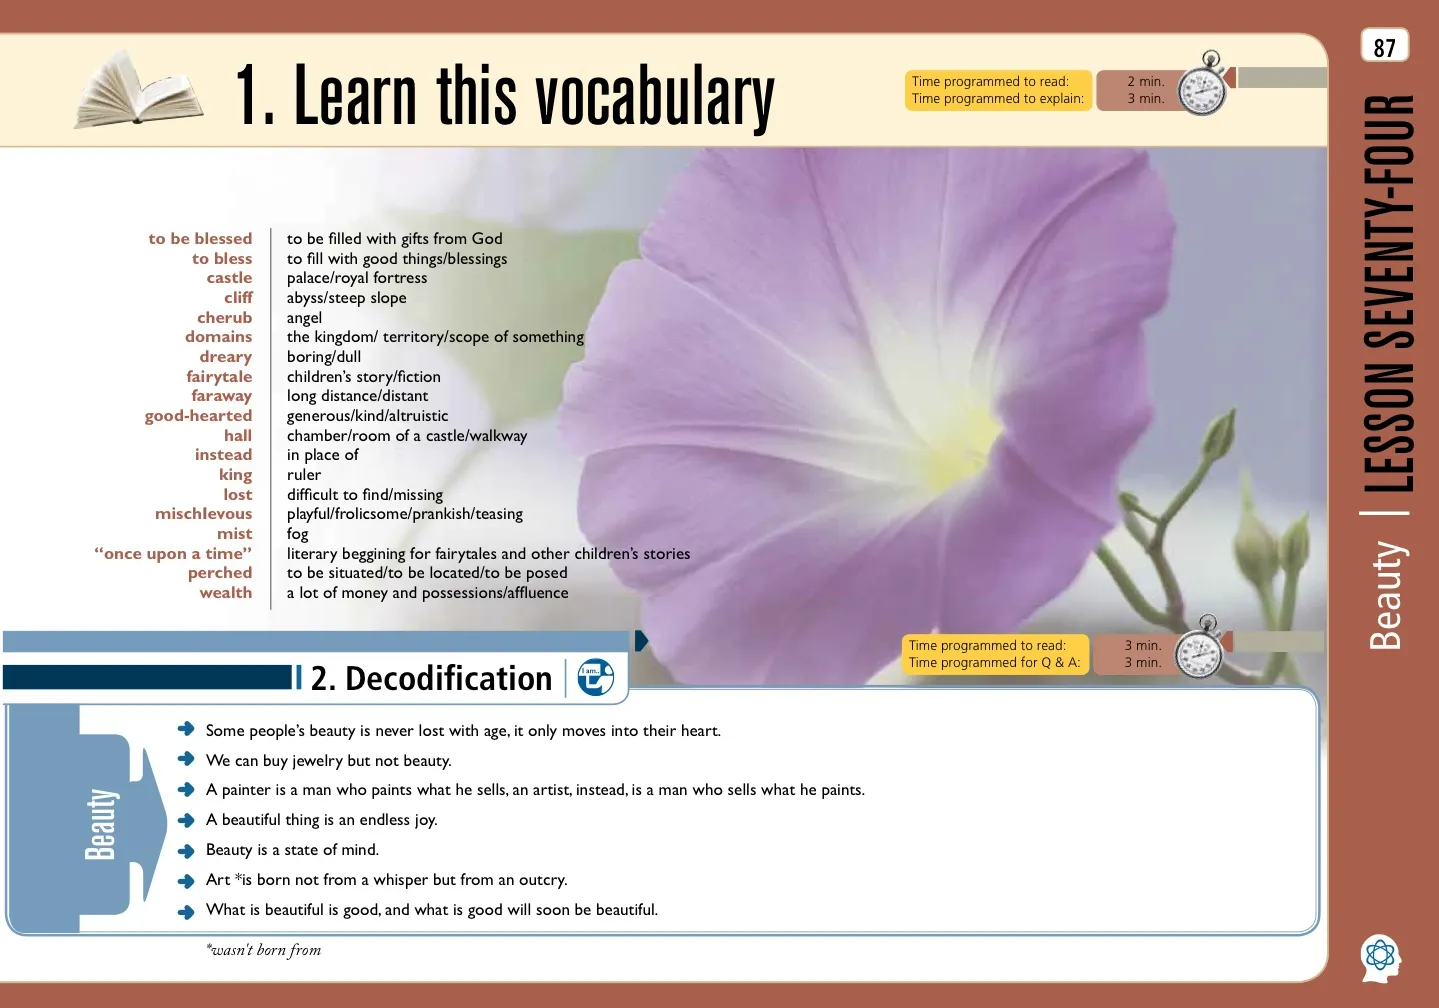 87
1. Learn this vocabulary
Time programmed to read: 2 min.
Time programmed to explain: 3 min.
LESSON SEVENTY-FOUR
Beauty
to be blessed to be filled with gifts from God
to bless to fill with good things/blessings
castle palace/royal fortress
cliff abyss/steep slope
cherub angel
domains the kingdom/ territory/scope of something
dreary boring/dull
fairytale children's story/fiction
faraway long distance/distant
good-hearted generous/kind/altruistic
hall chamber/room of a castle/walkway
instead in place of
king ruler
lost difficult to find/missing
mischIevous playful/frolicsome/prankish/teasing
mist fog
“once upon a time” literary beggining for fairytales and other children's stories
perched to be situated/to be located/to be posed
wealth a lot of money and possessions/affluence
Time programmed to read: 3 min.
Time programmed for Q & A: 3 min.
2. Decodification
I am...
Beauty
Some people's beauty is never lost with age, it only moves into their heart.
We can buy jewelry but not beauty.
A painter is a man who paints what he sells, an artist, instead, is a man who sells what he paints.
A beautiful thing is an endless joy.
Beauty is a state of mind.
Art *is born not from a whisper but from an outcry.
What is beautiful is good, and what is good will soon be beautiful.
*wasn't born from